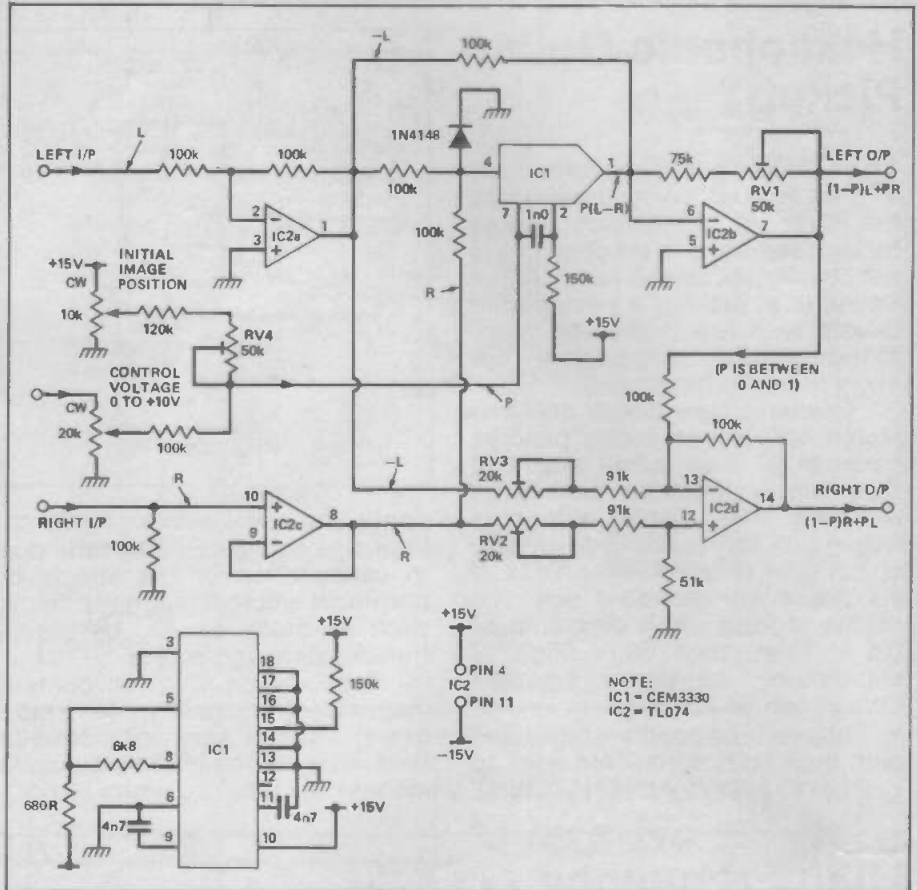 -L
100k
1N4148
LEFT I/P
L
100k
100k
100k
4
IC1
1
7
1n0
2
P(L-R)
75k
RV1
50k
LEFT O/P
(1-P)L+PR
2
3
IC2a
1
100k
R
150k
+15V
6
5
IC2b
7
INITIAL
IMAGE
POSITION
+15V
CW
10k
120k
RV4
50k
CONTROL
VOLTAGE
0 TO +10V
CW
20k
100k
P
(P IS BETWEEN
0 AND 1)
100k
100k
R
RIGHT I/P
100k
10
9
IC2c
8
-L
RV3
20k
91k
R
RV2
20k
91k
13
12
IC2d
14
RIGHT O/P
(1-P)R+PL
51k
3
5
8
6
9
6k8
680R
4n7
IC1
18
17
16
15
14
13
12
11
10
4n7
+15V
150k
+15V
+15V
PIN 4
IC2
PIN 11
-15V
NOTE:
IC1 = CEM3330
IC2 = TL074